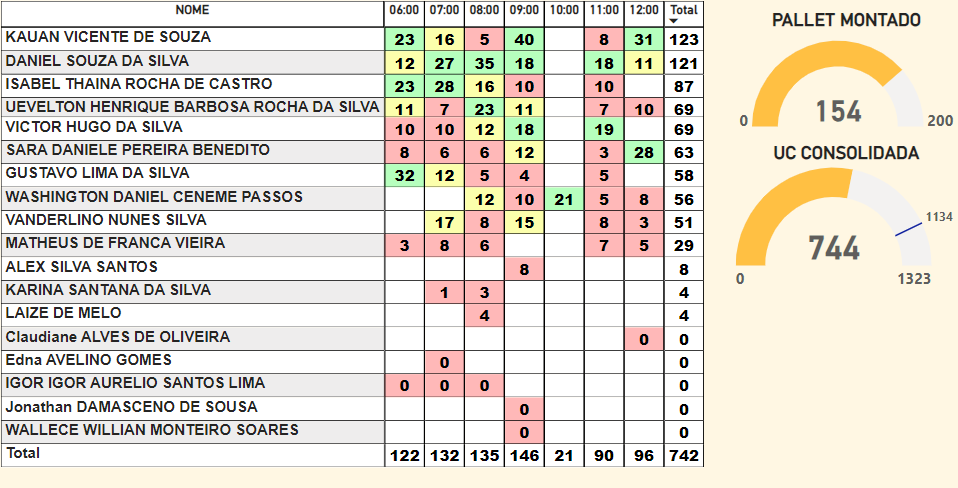 NOME 06:00 07:00 08:00 09:00 10:00 11:00 12:00 Total
KAUAN VICENTE DE SOUZA 23 16 5 40 8 31 123
DANIEL SOUZA DA SILVA 12 27 35 18 18 11 121
ISABEL THAINA ROCHA DE CASTRO 23 28 16 10 10 87
UEVELTON HENRIQUE BARBOSA ROCHA DA SILVA 11 7 23 11 7 10 69
VICTOR HUGO DA SILVA 10 10 12 18 19 69
SARA DANIELE PEREIRA BENEDITO 8 6 6 12 3 28 63
GUSTAVO LIMA DA SILVA 32 12 5 4 5 58
WASHINGTON DANIEL CENEME PASSOS 12 10 21 5 8 56
VANDERLINO NUNES SILVA 17 8 15 8 3 51
MATHEUS DE FRANCA VIEIRA 3 8 6 7 5 29
ALEX SILVA SANTOS 8 8
KARINA SANTANA DA SILVA 1 3 4
LAIZE DE MELO 4 4
Claudiane ALVES DE OLIVEIRA 0 0
Edna AVELINO GOMES 0 0
IGOR IGOR AURELIO SANTOS LIMA 0 0 0 0
Jonathan DAMASCENO DE SOUSA 0 0
WALLECE WILLIAN MONTEIRO SOARES 0 0
Total 122 132 135 146 21 90 96 742
PALLET MONTADO
154
0 200
UC CONSOLIDADA
1134
744
0 1323